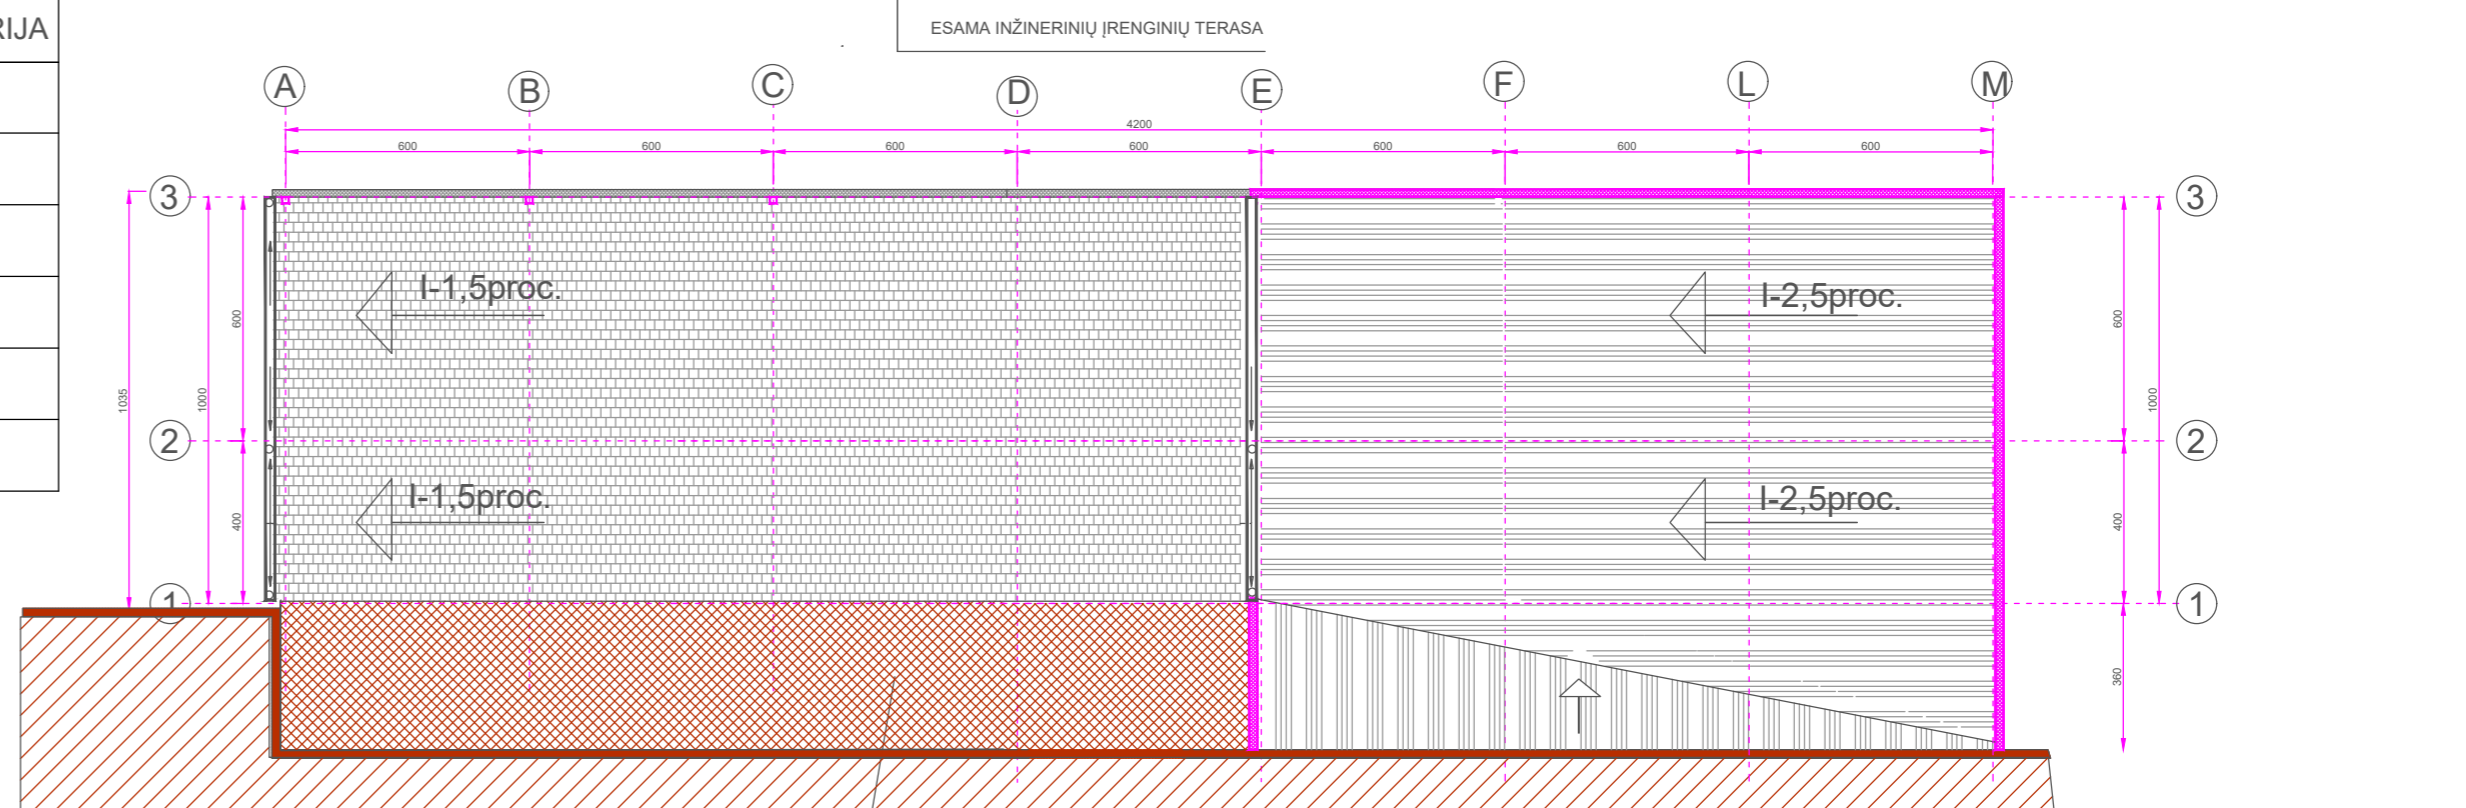 RIJA
ESAMA INŽINERINIŲ ĮRENGINIŲ TERASA
A B C D E F L M
4200
600 600 600 600 600 600 600
3 3
I-1,5proc. I-2,5proc.
600 600
1035 1000 1000
2 2
I-1,5proc. I-2,5proc.
400 400
1 1
360